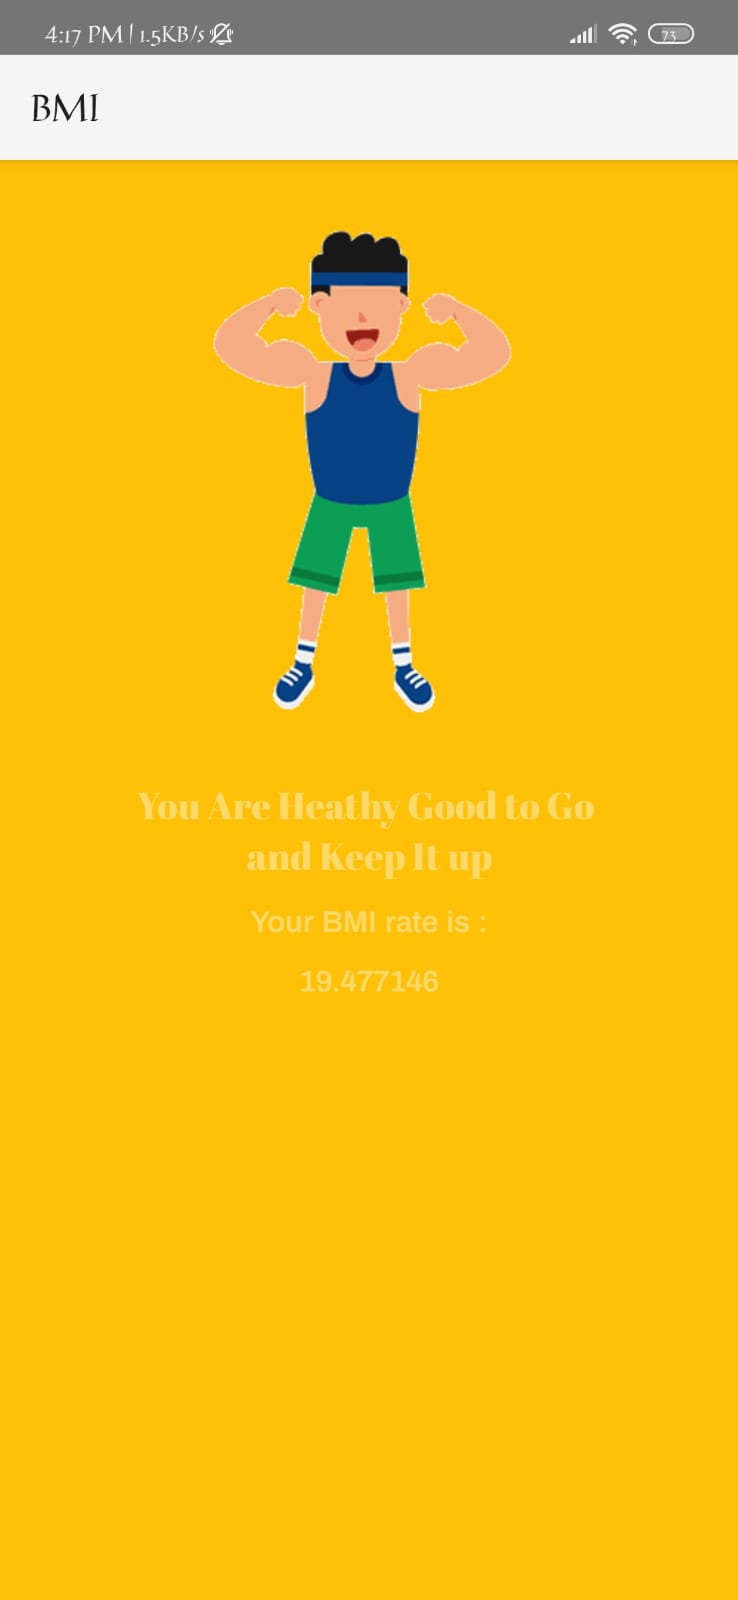 4:17 PM | 1.5KB/s
73
BMI
You Are Heathy Good to Go
and Keep It up
Your BMI rate is :
19.477146